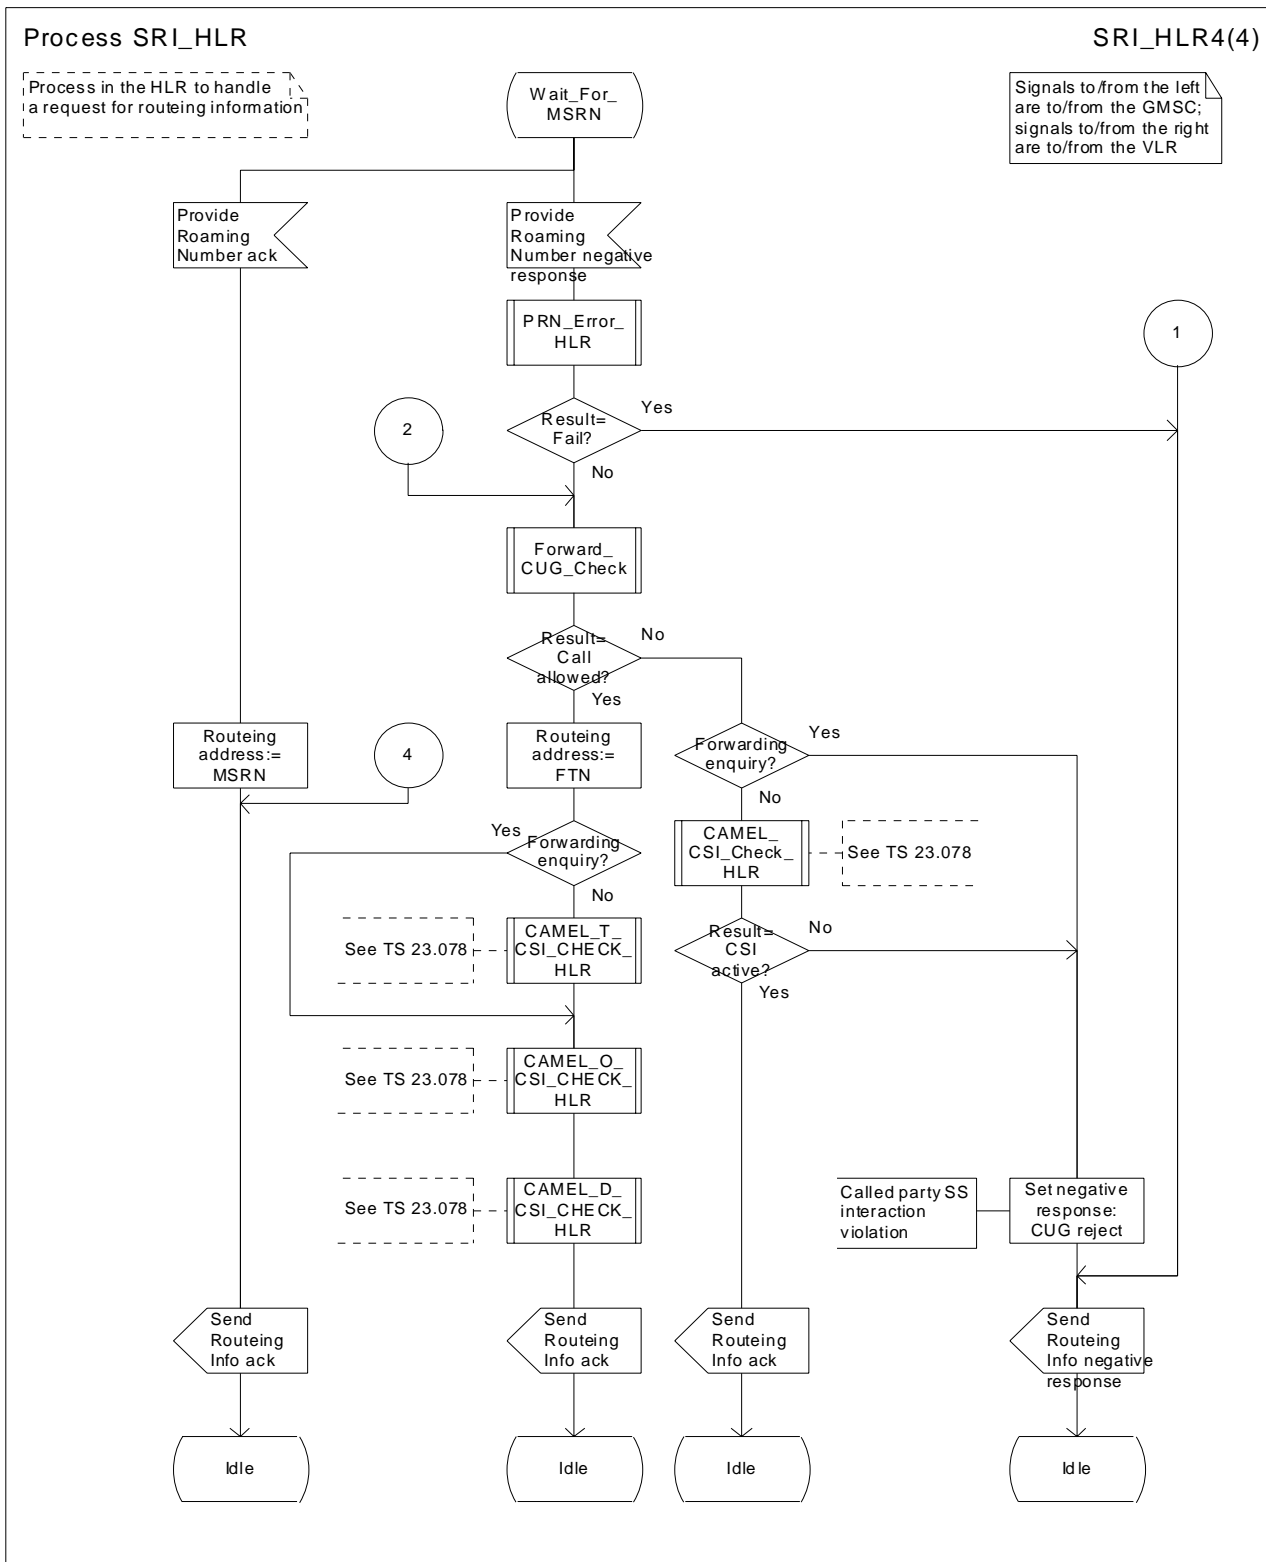 Process SRI_HLR
SRI_HLR4(4)
Process in the HLR to handle
a request for routeing information
Wait_For_
MSRN
Signals to/from the left
are to/from the GMSC;
signals to/from the right
are to/from the VLR
Provide
Roaming
Number ack
Provide
Roaming
Number negative
response
PRN_Error_
HLR
1
2
Result=
Fail?
Yes
No
Forward_
CUG_Check
Result=
Call
allowed?
No
Yes
Routeing
address:=
MSRN
4
Routeing
address:=
FTN
Forwarding
enquiry?
Yes
No
Yes
Forwarding
enquiry?
No
CAMEL_
CSI_Check_
HLR
See TS 23.078
See TS 23.078
CAMEL_T_
CSI_CHECK_
HLR
Result=
CSI
active?
No
Yes
See TS 23.078
CAMEL_O_
CSI_CHECK_
HLR
See TS 23.078
CAMEL_D_
CSI_CHECK_
HLR
Called party SS
interaction
violation
Set negative
response:
CUG reject
Send
Routeing
Info ack
Send
Routeing
Info ack
Send
Routeing
Info ack
Send
Routeing
Info negative
response
Idle
Idle
Idle
Idle